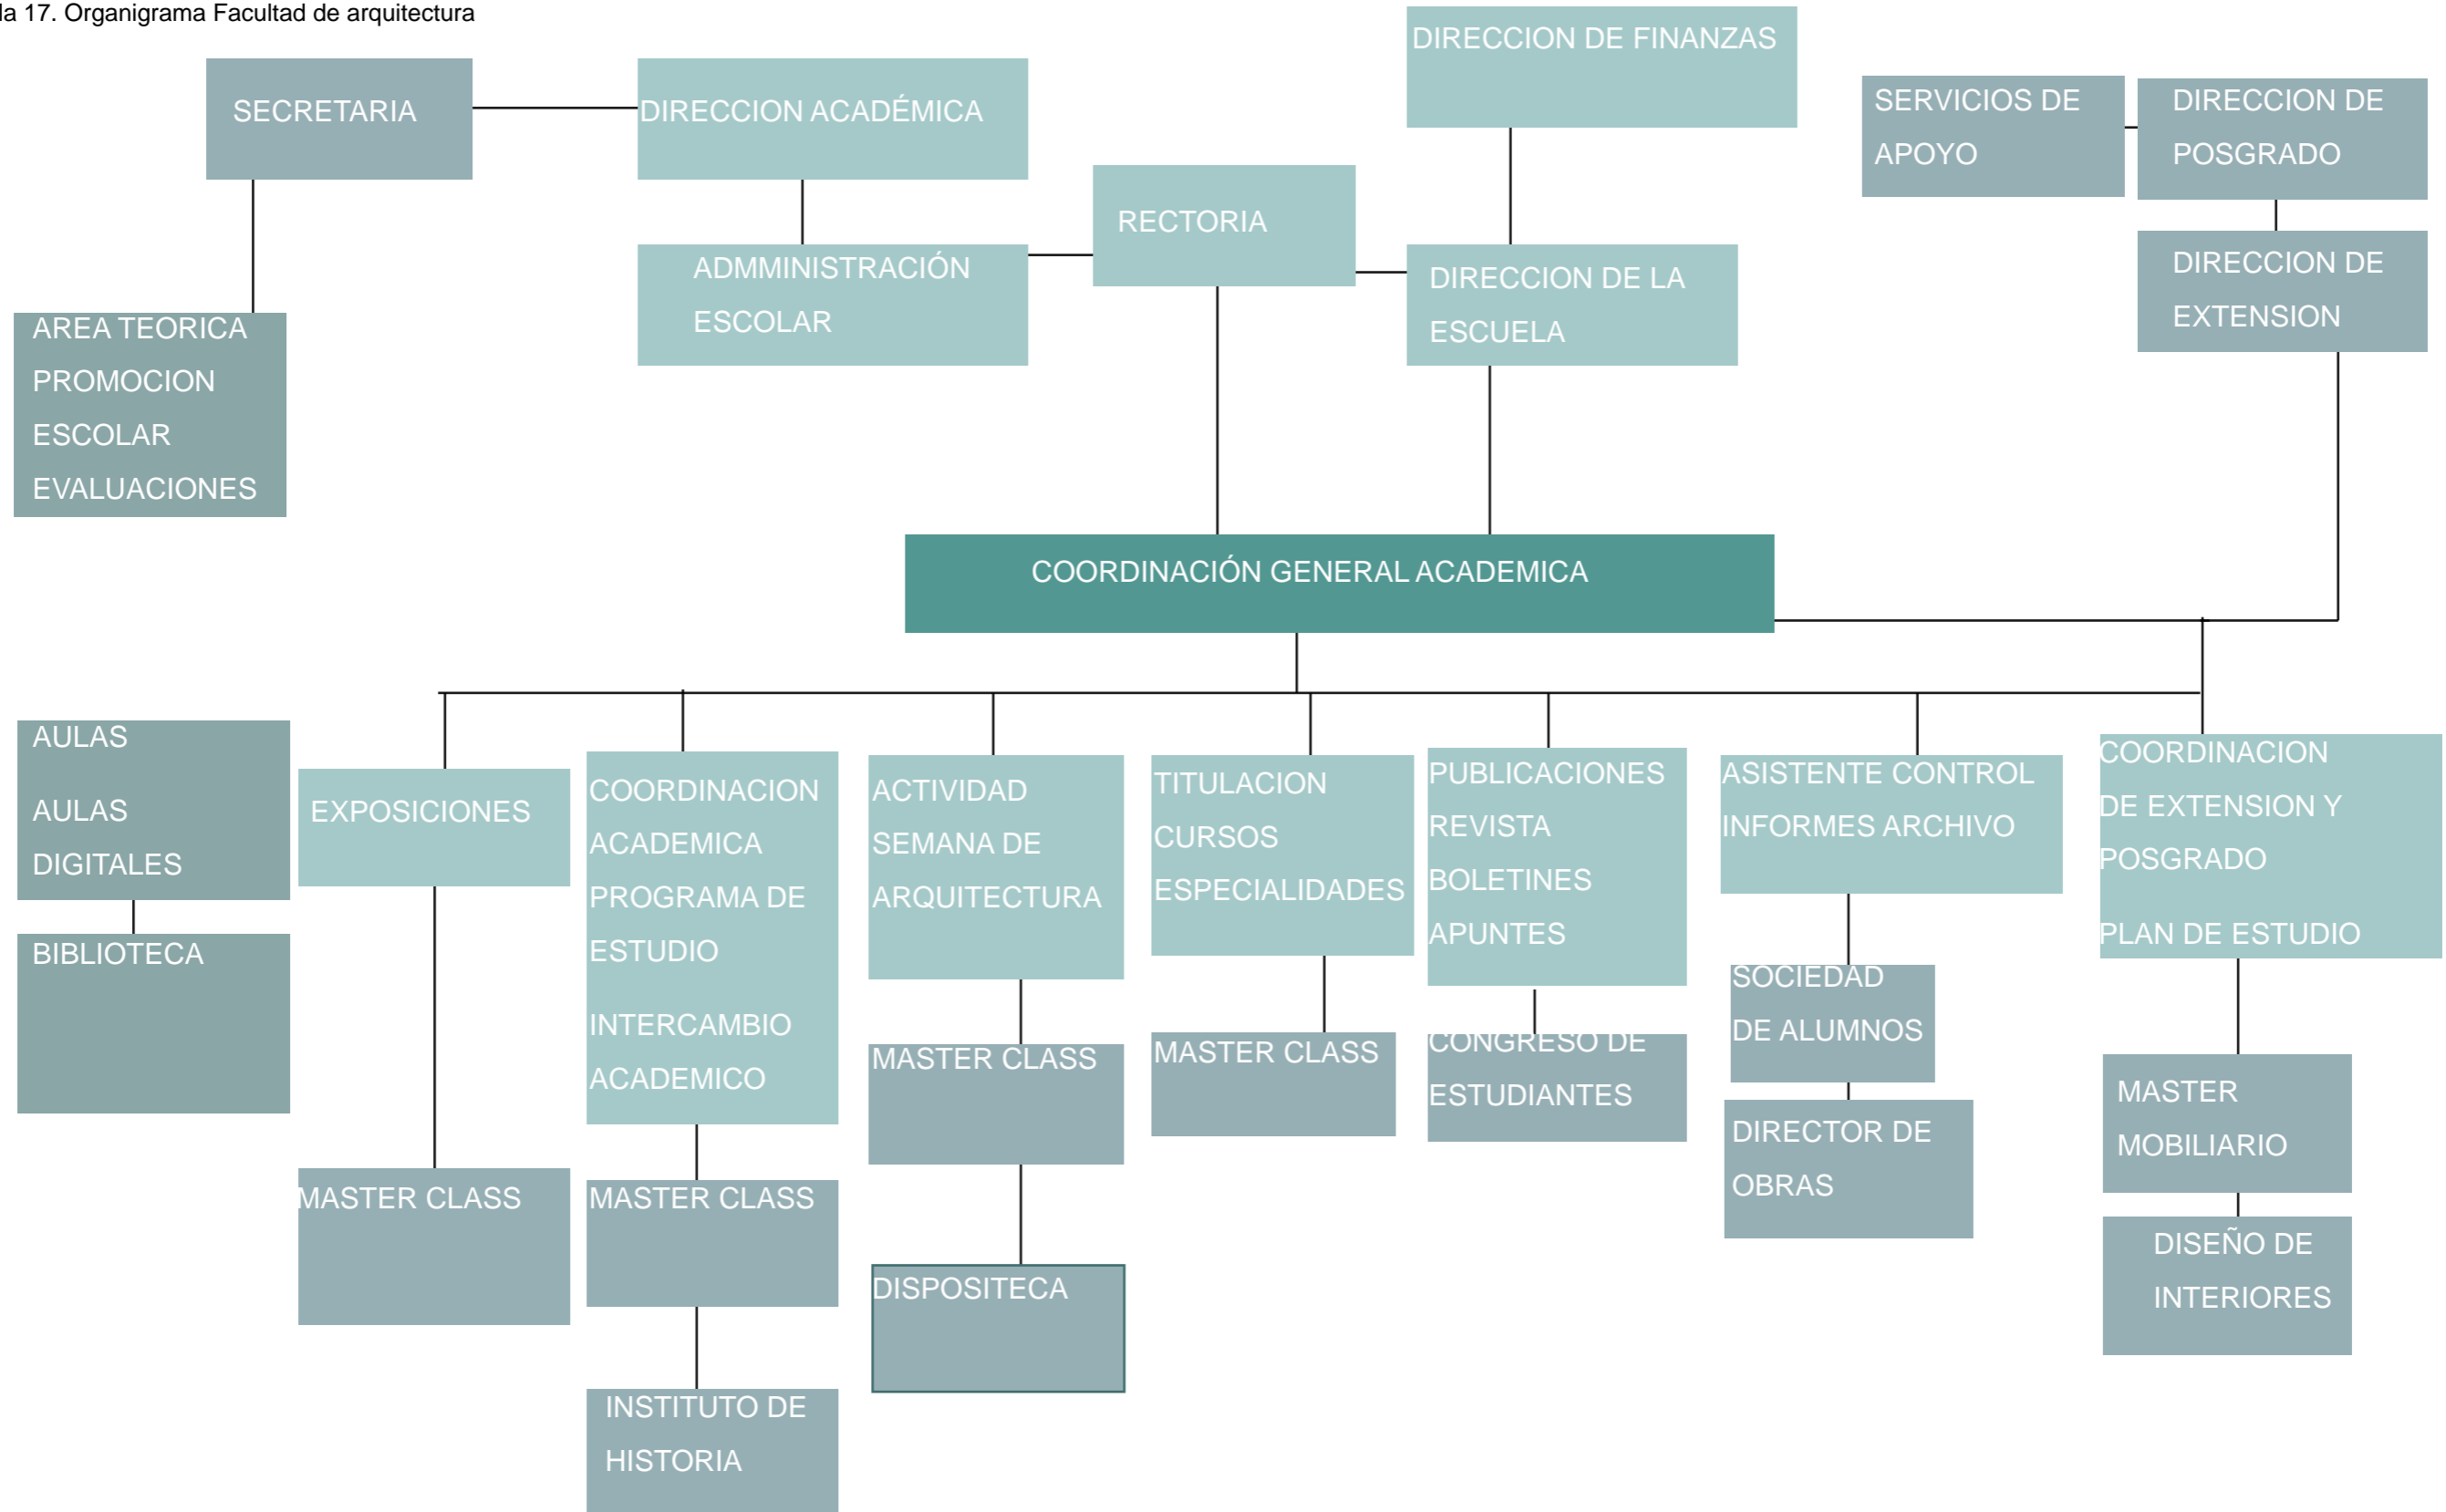 la 17. Organigrama Facultad de arquitectura
DIRECCION DE FINANZAS
SECRETARIA
DIRECCION ACADÉMICA
SERVICIOS DE
APOYO
DIRECCION DE
POSGRADO
RECTORIA
ADMMINISTRACIÓN
ESCOLAR
DIRECCION DE LA
ESCUELA
DIRECCION DE
EXTENSION
AREA TEORICA
PROMOCION
ESCOLAR
EVALUACIONES
COORDINACIÓN GENERAL ACADEMICA
AULAS
AULAS
DIGITALES
BIBLIOTECA
EXPOSICIONES
MASTER CLASS
COORDINACION
ACADEMICA
PROGRAMA DE
ESTUDIO
INTERCAMBIO
ACADEMICO
MASTER CLASS
INSTITUTO DE
HISTORIA
ACTIVIDAD
SEMANA DE
ARQUITECTURA
MASTER CLASS
DISPOSITECA
TITULACION
CURSOS
ESPECIALIDADES
MASTER CLASS
PUBLICACIONES
REVISTA
BOLETINES
APUNTES
CONGRESO DE
ESTUDIANTES
ASISTENTE CONTROL
INFORMES ARCHIVO
SOCIEDAD
DE ALUMNOS
DIRECTOR DE
OBRAS
COORDINACION
DE EXTENSION Y
POSGRADO
PLAN DE ESTUDIO
MASTER
MOBILIARIO
DISEÑO DE
INTERIORES